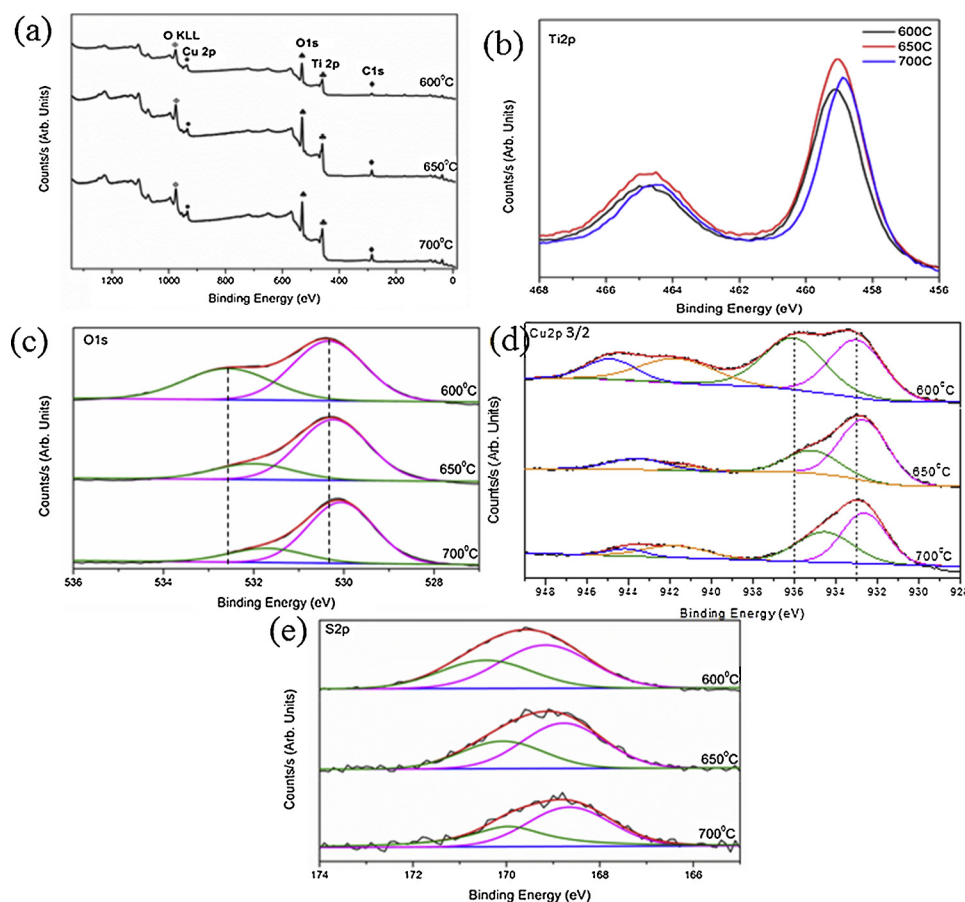 (a)
O KLL
Cu 2p
O1s
Ti 2p
C1s
600°C
650°C
700°C
Counts/s (Arb. Units)
1200 1000 800 600 400 200 0
Binding Energy (eV)
(b)
Ti2p
600C
650C
700C
Counts/s (Arb. Units)
468 466 464 462 460 458 456
Binding Energy (eV)
(c)
O1s
600°C
650°C
700°C
Counts/s (Arb. Units)
536 534 532 530 528
Binding Energy (eV)
(d)
Cu2p 3/2
600°C
650°C
700°C
Counts/s (Arb. Units)
948 946 944 942 940 938 936 934 932 930 928
Binding Energy (eV)
(e)
S2p
600°C
650°C
700°C
Counts/s (Arb. Units)
174 172 170 168 166
Binding Energy (eV)